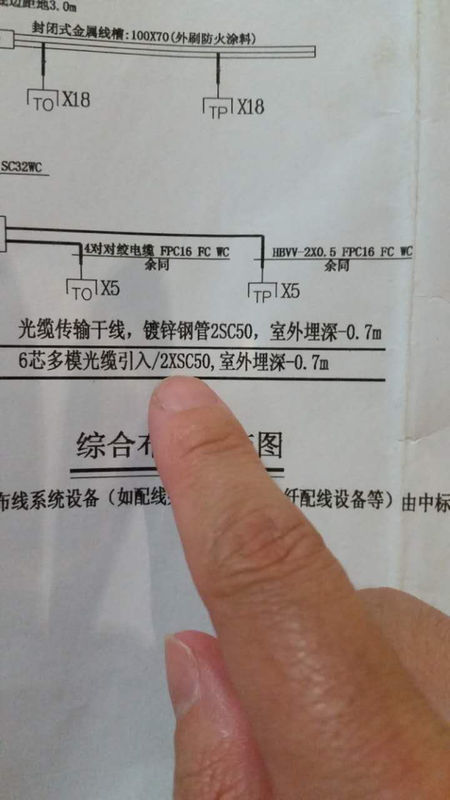 边距地3.0m
封闭式金属线槽:100X70(外刷防火涂料)
TO X18
TP X18
SC32WC
4对对绞电缆 FPC16 FC WC
余同
HBVV-2X0.5 FPC16 FC WC
余同
TO X5
TP X5
光缆传输干线，镀锌钢管2SC50，室外埋深-0.7m
6芯多模光缆引入/2XSC50,室外埋深-0.7m
综合布 图
布线系统设备（如配线 纤配线设备等）由中标